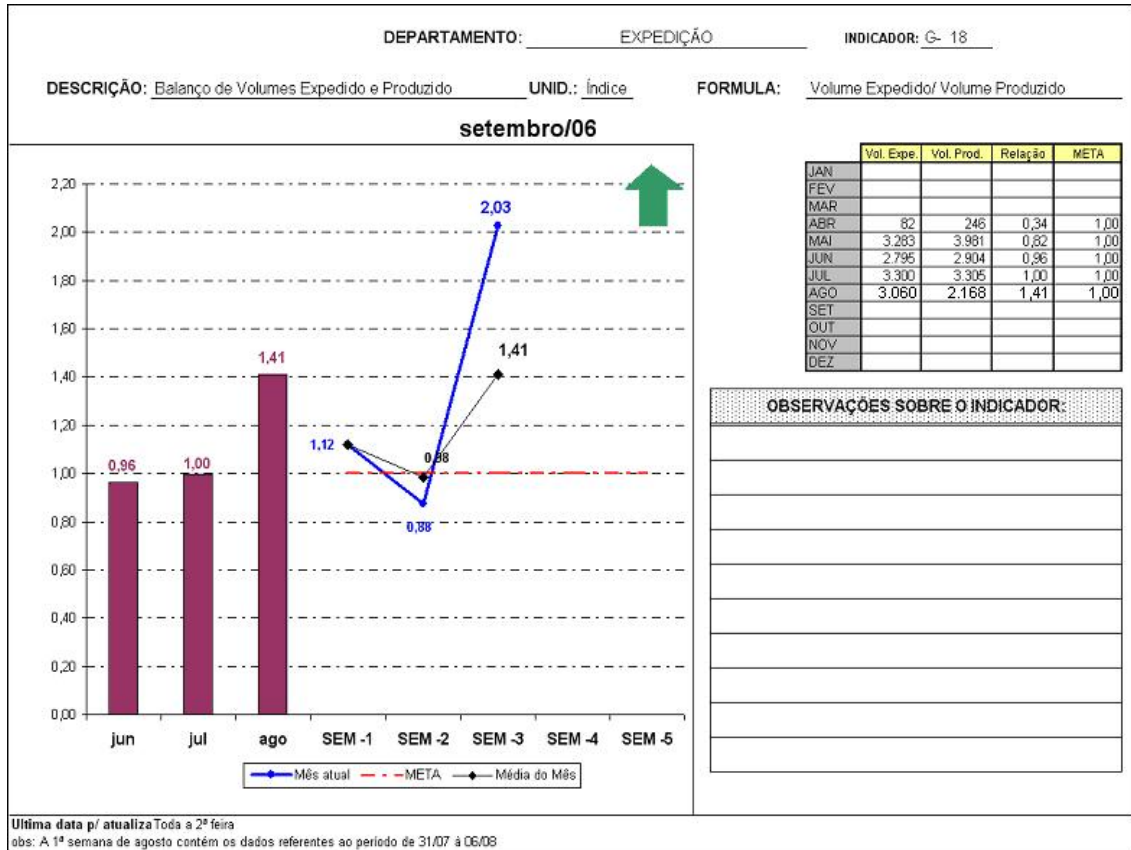 DEPARTAMENTO: EXPEDIÇÃO INDICADOR: G- 18
DESCRIÇÃO: Balanço de Volumes Expedido e Produzido UNID.: Índice FORMULA: Volume Expedido/ Volume Produzido
setembro/06
Vol. Expe. Vol. Prod. Relação META
JAN
FEV
MAR
ABR 82 246 0,34 1,00
MAI 3.283 3.981 0,82 1,00
JUN 2.795 2.904 0,96 1,00
JUL 3.300 3.305 1,00 1,00
AGO 3.060 2.168 1,41 1,00
SET
OUT
NOV
DEZ
OBSERVAÇÕES SOBRE O INDICADOR:
2,20
2,00
1,80
1,60
1,40
1,20
1,00
0,80
0,60
0,40
0,20
0,00
0,96
1,00
1,41
1,12
0,98
0,88
2,03
1,41
jun jul ago SEM -1 SEM -2 SEM -3 SEM -4 SEM -5
Mês atual META Média do Mês
Ultima data p/ atualiza Toda a 2ª feira
obs: A 1ª semana de agosto contém os dados referentes ao período de 31/07 à 06/08